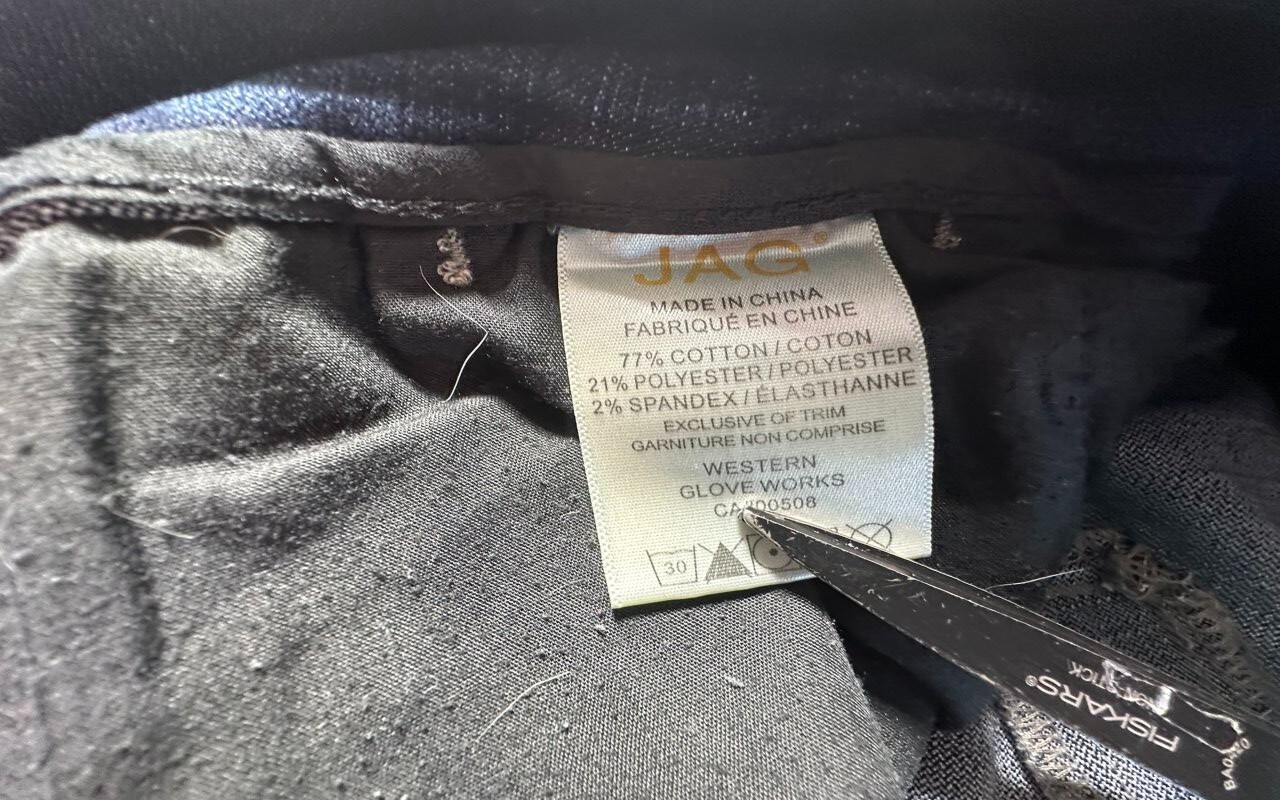 JAG®
MADE IN CHINA
FABRIQUÉ EN CHINE
77% COTTON / COTON
21% POLYESTER / POLYESTER
2% SPANDEX / ÉLASTHANNE
EXCLUSIVE OF TRIM
GARNITURE NON COMPRISE
WESTERN
GLOVE WORKS
30
FISKARS®